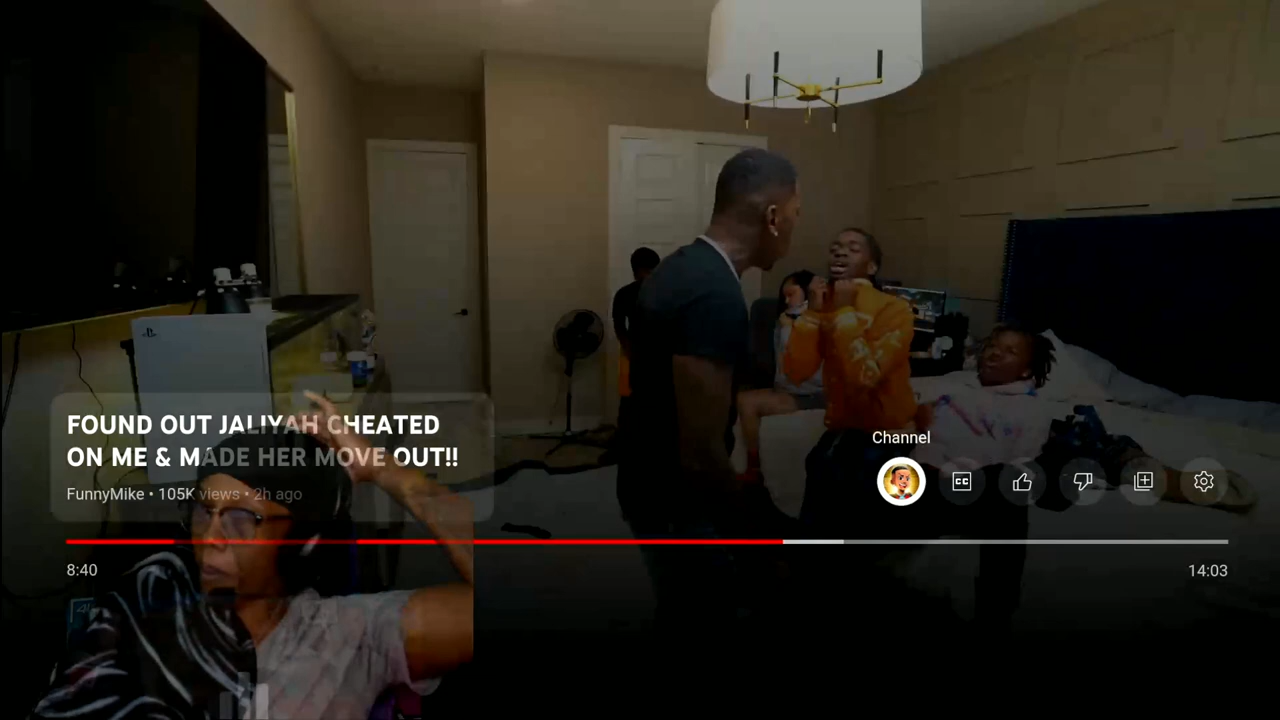 FOUND OUT JALIYAH CHEATED
ON ME & MADE HER MOVE OUT!!
FunnyMike • 105K views • 2h ago
Channel
CC
8:40
14:03